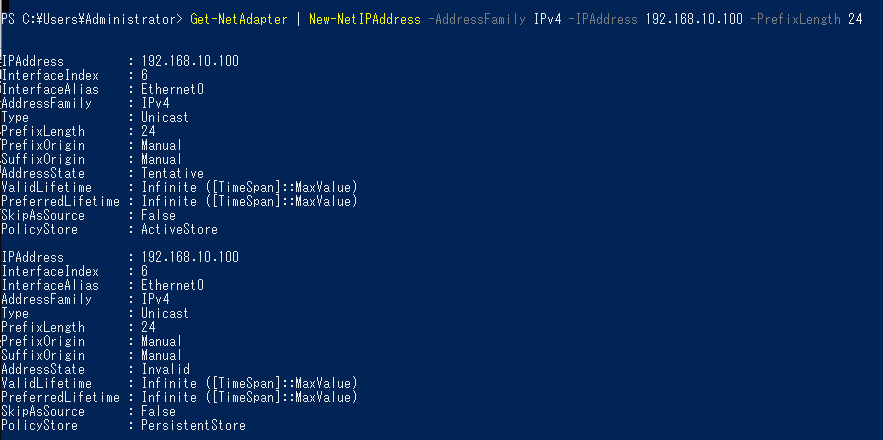 PS C:¥Users¥Administrator> Get-NetAdapter | New-NetIPAddress -AddressFamily IPv4 -IPAddress 192.168.10.100 -PrefixLength 24
IPAddress : 192.168.10.100
InterfaceIndex : 6
InterfaceAlias : Ethernet0
AddressFamily : IPv4
Type : Unicast
PrefixLength : 24
PrefixOrigin : Manual
SuffixOrigin : Manual
AddressState : Tentative
ValidLifetime : Infinite ([TimeSpan]::MaxValue)
PreferredLifetime : Infinite ([TimeSpan]::MaxValue)
SkipAsSource : False
PolicyStore : ActiveStore
IPAddress : 192.168.10.100
InterfaceIndex : 6
InterfaceAlias : Ethernet0
AddressFamily : IPv4
Type : Unicast
PrefixLength : 24
PrefixOrigin : Manual
SuffixOrigin : Manual
AddressState : Invalid
ValidLifetime : Infinite ([TimeSpan]::MaxValue)
PreferredLifetime : Infinite ([TimeSpan]::MaxValue)
SkipAsSource : False
PolicyStore : PersistentStore